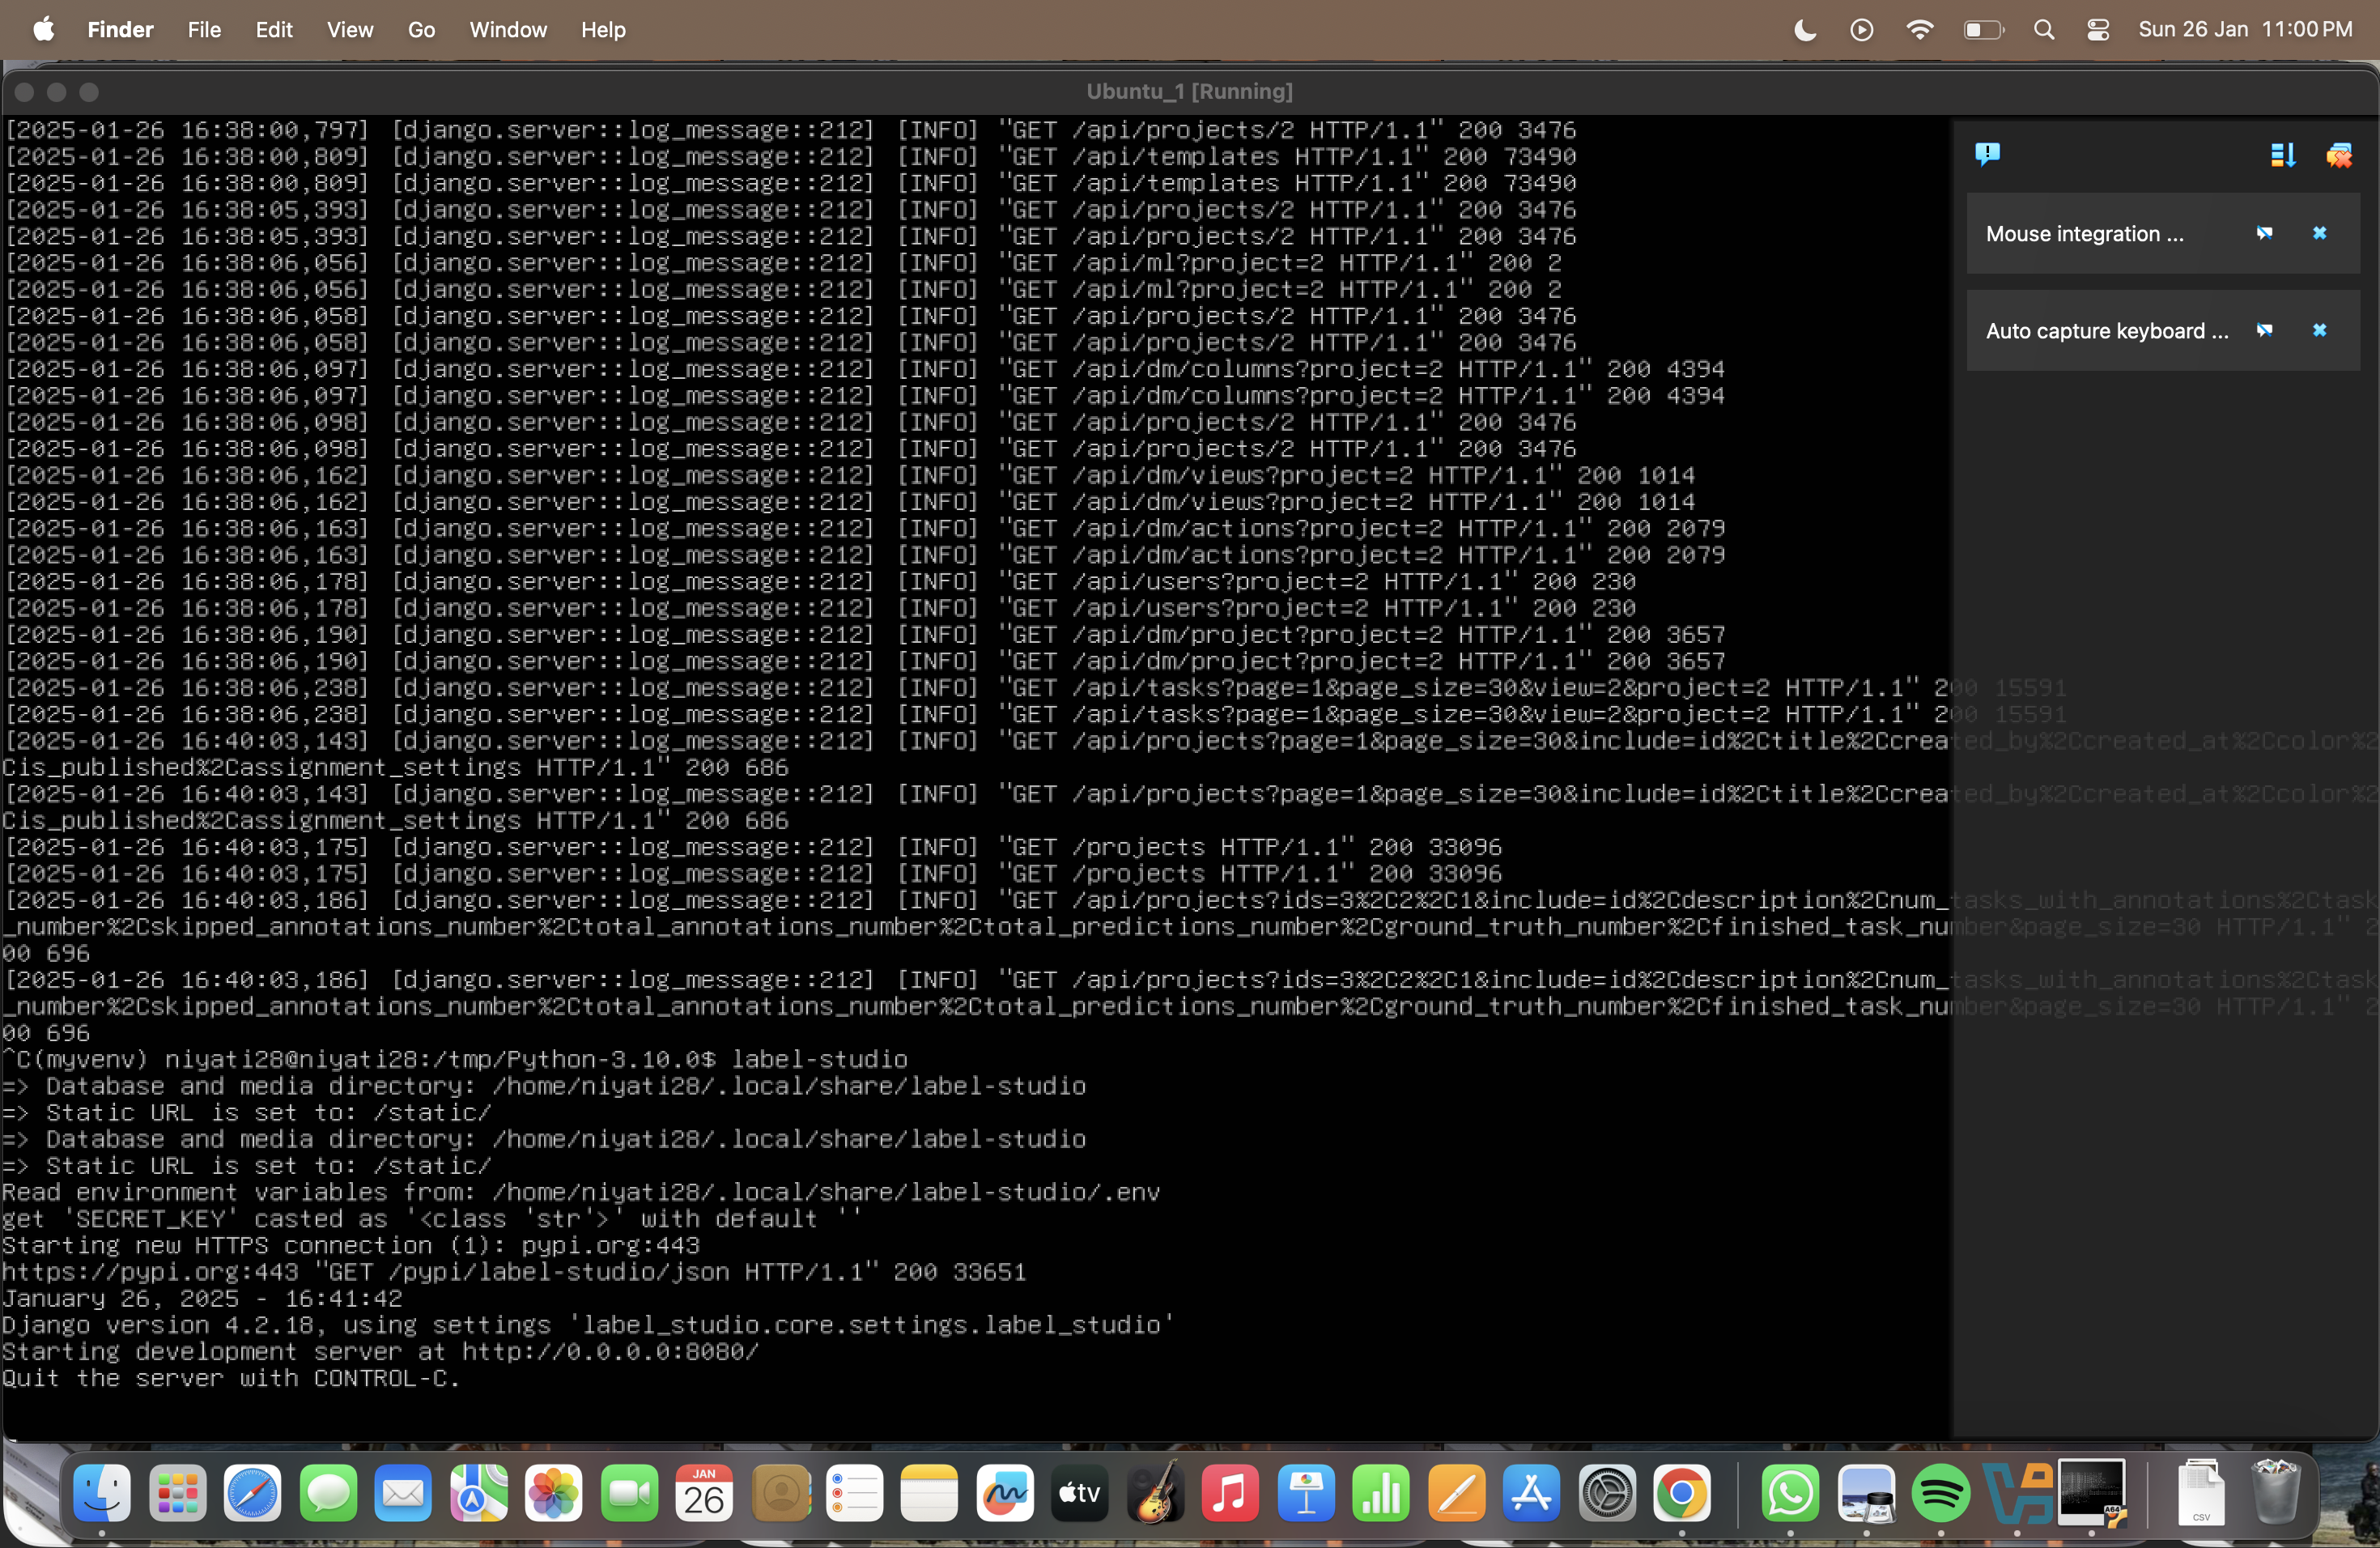 Finder File Edit View Go Window Help Sun 26 Jan 11:00 PM
Ubuntu_1 [Running]
[2025-01-26 16:38:00,797] [django.server::log_message::212] [INFO] "GET /api/projects/2 HTTP/1.1" 200 3476
[2025-01-26 16:38:00,809] [django.server::log_message::212] [INFO] "GET /api/templates HTTP/1.1" 200 73490
[2025-01-26 16:38:00,809] [django.server::log_message::212] [INFO] "GET /api/templates HTTP/1.1" 200 73490
[2025-01-26 16:38:05,393] [django.server::log_message::212] [INFO] "GET /api/projects/2 HTTP/1.1" 200 3476
[2025-01-26 16:38:05,393] [django.server::log_message::212] [INFO] "GET /api/projects/2 HTTP/1.1" 200 3476
[2025-01-26 16:38:06,056] [django.server::log_message::212] [INFO] "GET /api/ml?project=2 HTTP/1.1" 200 2
[2025-01-26 16:38:06,056] [django.server::log_message::212] [INFO] "GET /api/ml?project=2 HTTP/1.1" 200 2
[2025-01-26 16:38:06,058] [django.server::log_message::212] [INFO] "GET /api/projects/2 HTTP/1.1" 200 3476
[2025-01-26 16:38:06,058] [django.server::log_message::212] [INFO] "GET /api/projects/2 HTTP/1.1" 200 3476
[2025-01-26 16:38:06,097] [django.server::log_message::212] [INFO] "GET /api/dm/columns?project=2 HTTP/1.1" 200 4394
[2025-01-26 16:38:06,097] [django.server::log_message::212] [INFO] "GET /api/dm/columns?project=2 HTTP/1.1" 200 4394
[2025-01-26 16:38:06,098] [django.server::log_message::212] [INFO] "GET /api/projects/2 HTTP/1.1" 200 3476
[2025-01-26 16:38:06,098] [django.server::log_message::212] [INFO] "GET /api/projects/2 HTTP/1.1" 200 3476
[2025-01-26 16:38:06,162] [django.server::log_message::212] [INFO] "GET /api/dm/views?project=2 HTTP/1.1" 200 1014
[2025-01-26 16:38:06,162] [django.server::log_message::212] [INFO] "GET /api/dm/views?project=2 HTTP/1.1" 200 1014
[2025-01-26 16:38:06,163] [django.server::log_message::212] [INFO] "GET /api/dm/actions?project=2 HTTP/1.1" 200 2079
[2025-01-26 16:38:06,163] [django.server::log_message::212] [INFO] "GET /api/dm/actions?project=2 HTTP/1.1" 200 2079
[2025-01-26 16:38:06,178] [django.server::log_message::212] [INFO] "GET /api/users?project=2 HTTP/1.1" 200 230
[2025-01-26 16:38:06,178] [django.server::log_message::212] [INFO] "GET /api/users?project=2 HTTP/1.1" 200 230
[2025-01-26 16:38:06,190] [django.server::log_message::212] [INFO] "GET /api/dm/project?project=2 HTTP/1.1" 200 3657
[2025-01-26 16:38:06,190] [django.server::log_message::212] [INFO] "GET /api/dm/project?project=2 HTTP/1.1" 200 3657
[2025-01-26 16:38:06,238] [django.server::log_message::212] [INFO] "GET /api/tasks?page=1&page_size=30&view=2&project=2 HTTP/1.1" 200 15591
[2025-01-26 16:38:06,238] [django.server::log_message::212] [INFO] "GET /api/tasks?page=1&page_size=30&view=2&project=2 HTTP/1.1" 200 15591
[2025-01-26 16:40:03,143] [django.server::log_message::212] [INFO] "GET /api/projects?page=1&page_size=30&include=id%2Ctitle%2Ccreated_by%2Ccreated_at%2Ccolor%2
Cis_published%2Cassignment_settings HTTP/1.1" 200 686
[2025-01-26 16:40:03,143] [django.server::log_message::212] [INFO] "GET /api/projects?page=1&page_size=30&include=id%2Ctitle%2Ccreated_by%2Ccreated_at%2Ccolor%2
Cis_published%2Cassignment_settings HTTP/1.1" 200 686
[2025-01-26 16:40:03,175] [django.server::log_message::212] [INFO] "GET /projects HTTP/1.1" 200 33096
[2025-01-26 16:40:03,175] [django.server::log_message::212] [INFO] "GET /projects HTTP/1.1" 200 33096
[2025-01-26 16:40:03,186] [django.server::log_message::212] [INFO] "GET /api/projects?ids=3%2C2%2C1&include=id%2Cdescription%2Cnum_tasks_with_annotations%2Ctask
_number%2Cskipped_annotations_number%2Ctotal_annotations_number%2Ctotal_predictions_number%2Cground_truth_number%2Cfinished_task_number&page_size=30 HTTP/1.1" 2
00 696
[2025-01-26 16:40:03,186] [django.server::log_message::212] [INFO] "GET /api/projects?ids=3%2C2%2C1&include=id%2Cdescription%2Cnum_tasks_with_annotations%2Ctask
_number%2Cskipped_annotations_number%2Ctotal_annotations_number%2Ctotal_predictions_number%2Cground_truth_number%2Cfinished_task_number&page_size=30 HTTP/1.1" 2
00 696
^C(myvenv) niyati28@niyati28:/tmp/Python-3.10.0$ label-studio
=> Database and media directory: /home/niyati28/.local/share/label-studio
=> Static URL is set to: /static/
=> Database and media directory: /home/niyati28/.local/share/label-studio
=> Static URL is set to: /static/
Read environment variables from: /home/niyati28/.local/share/label-studio/.env
get 'SECRET_KEY' casted as '<class 'str'>' with default ''
Starting new HTTPS connection (1): pypi.org:443
https://pypi.org:443 "GET /pypi/label-studio/json HTTP/1.1" 200 33651
January 26, 2025 - 16:41:42
Django version 4.2.18, using settings 'label_studio.core.settings.label_studio'
Starting development server at http://0.0.0.0:8080/
Quit the server with CONTROL-C.
Mouse integration ...
Auto capture keyboard ...
JAN
26
tv
A64
CSV